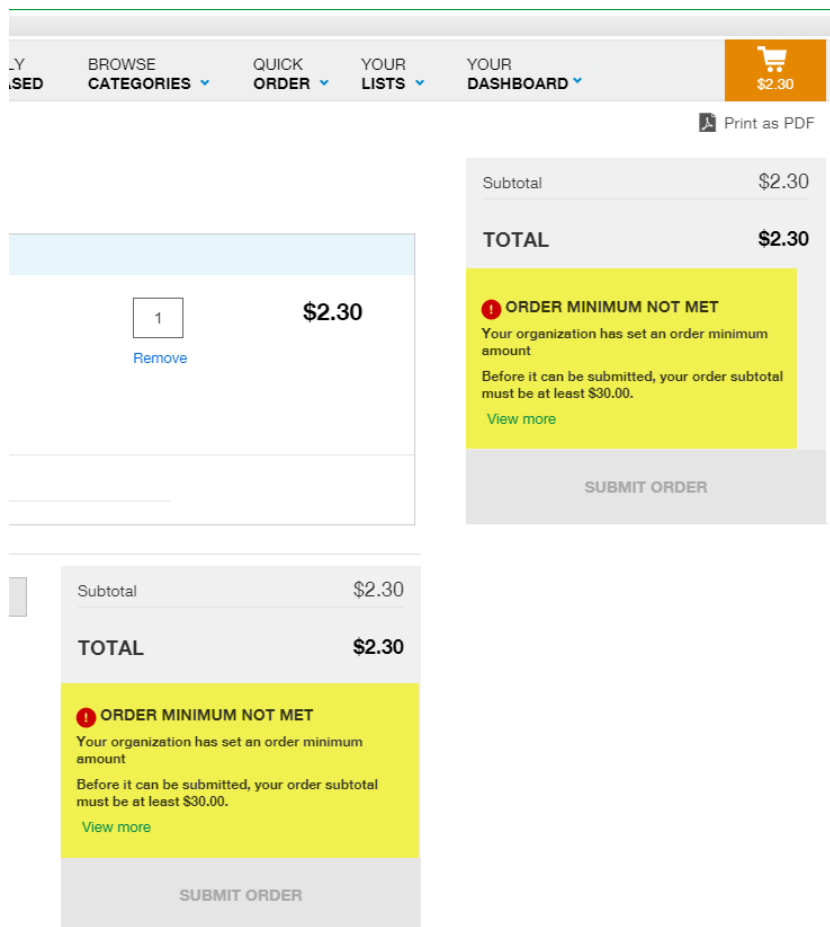 LY
BROWSE
QUICK
YOUR
YOUR
ASED
CATEGORIES
ORDER
LISTS
DASHBOARD
$2.30
Print as PDF
Subtotal $2.30
TOTAL $2.30
1
$2.30
Remove
! ORDER MINIMUM NOT MET
Your organization has set an order minimum
amount
Before it can be submitted, your order subtotal
must be at least $30.00.
View more
SUBMIT ORDER
Subtotal $2.30
TOTAL $2.30
! ORDER MINIMUM NOT MET
Your organization has set an order minimum
amount
Before it can be submitted, your order subtotal
must be at least $30.00.
View more
SUBMIT ORDER